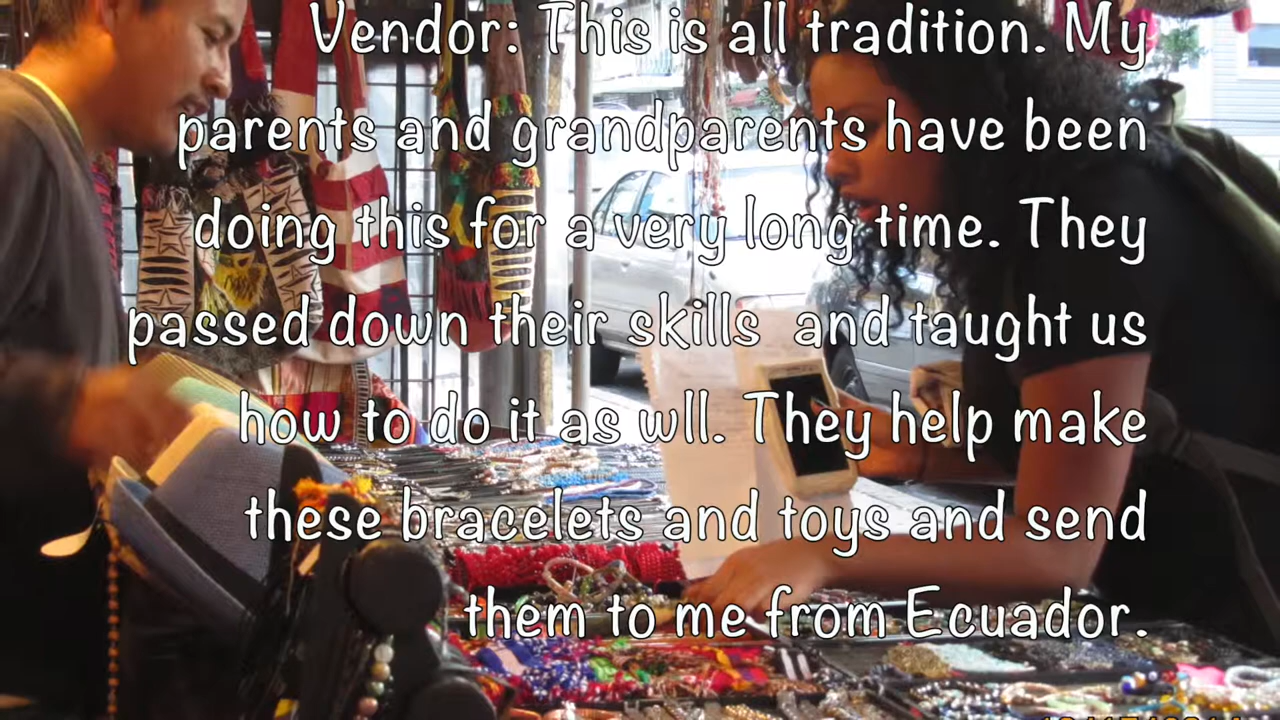 Vendor: This is all tradition. My
parents and grandparents have been
doing this for a very long time. They
passed down their skills  and taught us
how to do it as wll. They help make
these bracelets and toys and send
them to me from Ecuador.